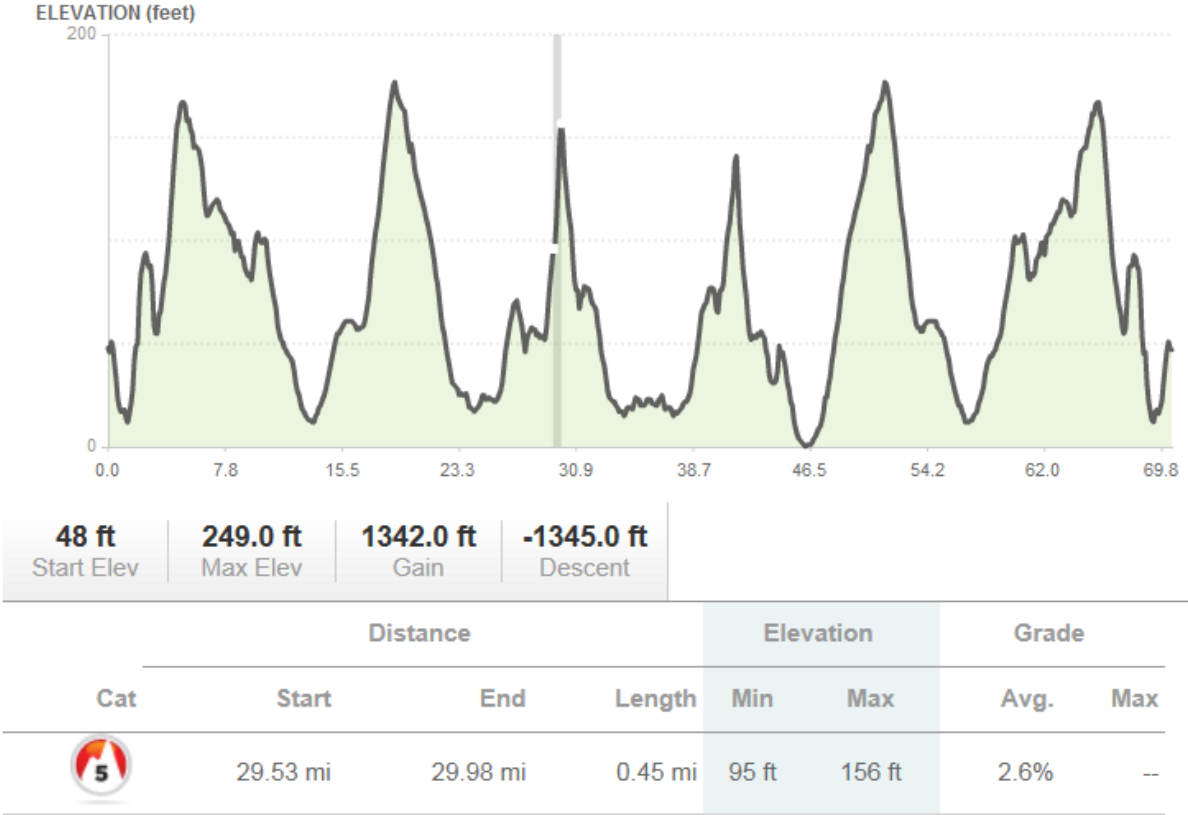 ELEVATION (feet)
200
0
0.0 7.8 15.5 23.3 30.9 38.7 46.5 54.2 62.0 69.8
48 ft 249.0 ft 1342.0 ft -1345.0 ft
Start Elev Max Elev Gain Descent
Distance Elevation Grade
Cat Start End Length Min Max Avg. Max
5 29.53 mi 29.98 mi 0.45 mi 95 ft 156 ft 2.6% --